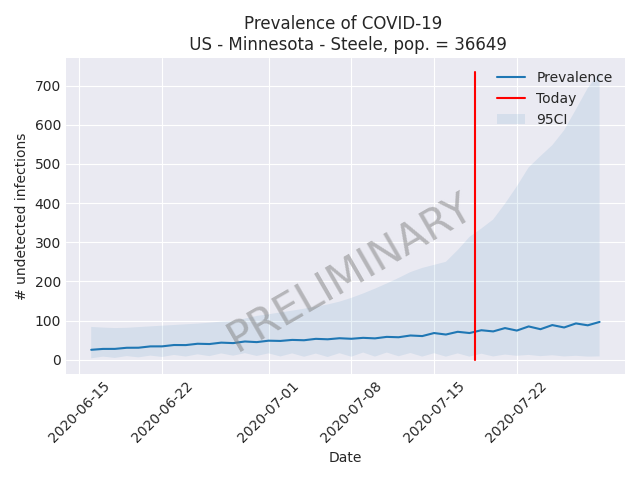 Prevalence of COVID-19
US - Minnesota - Steele, pop. = 36649
Prevalence
Today
95CI
700
600
500
400
300
200
100
0
# undetected infections
PRELIMINARY
2020-06-15
2020-06-22
2020-07-01
2020-07-08
2020-07-15
2020-07-22
Date